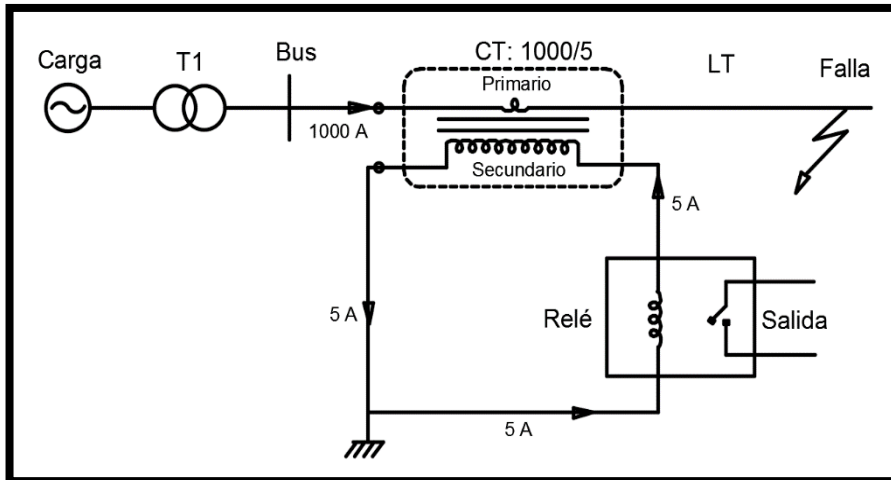 Carga
T1
Bus
CT: 1000/5
LT
Falla
Primario
1000 A
Secundario
5 A
5 A
Relé
Salida
5 A